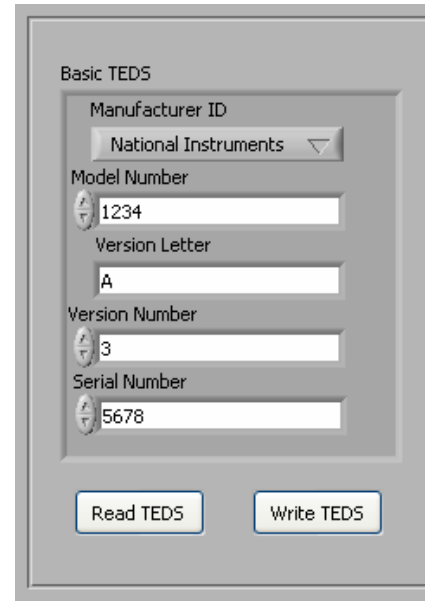 Basic TEDS
Manufacturer ID
National Instruments
Model Number
1234
Version Letter
A
Version Number
3
Serial Number
5678
Read TEDS
Write TEDS